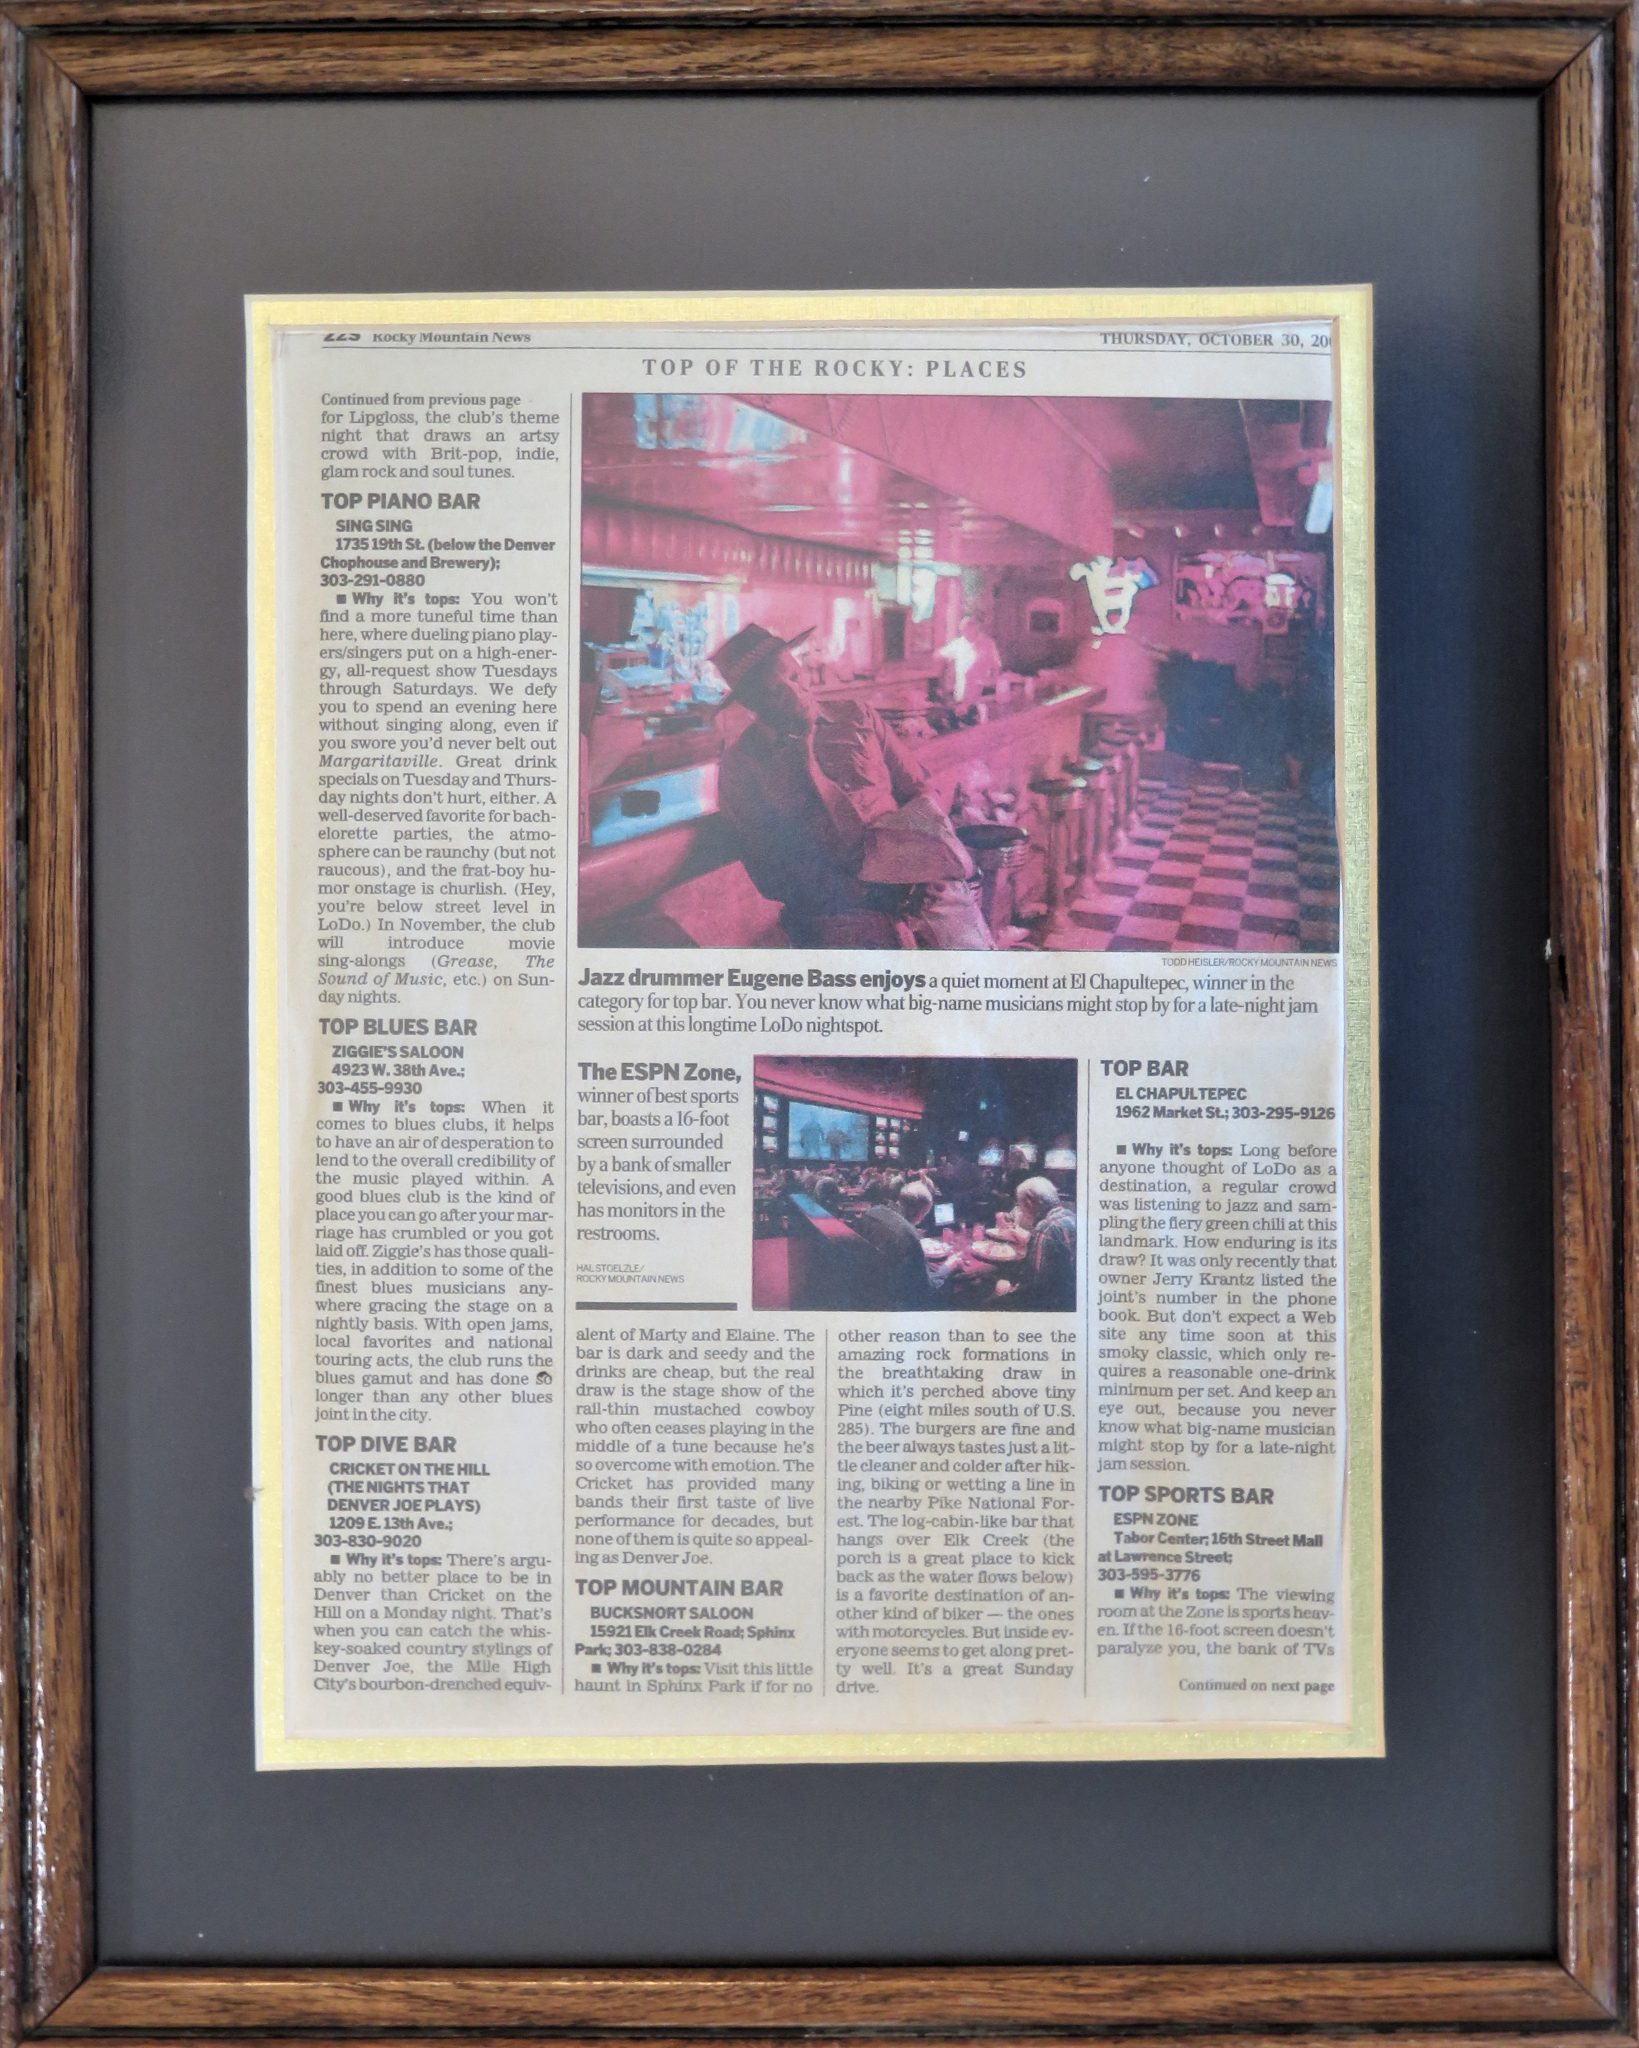 22S Rocky Mountain News
THURSDAY, OCTOBER 30, 20
TOP OF THE ROCKY: PLACES
Continued from previous page
for Lipgloss, the club's theme
night that draws an artsy
crowd with Brit-pop, indie,
glam rock and soul tunes.
TOP PIANO BAR
SING SING
1735 19th St. (below the Denver
Chophouse and Brewery);
303-291-0880
■ Why it's tops: You won't
find a more tuneful time than
here, where dueling piano play-
ers/singers put on a high-ener-
gy, all-request show Tuesdays
through Saturdays. We defy
you to spend an evening here
without singing along, even if
you swore you'd never belt out
Margaritaville. Great drink
specials on Tuesday and Thurs-
day nights don't hurt, either. A
well-deserved favorite for bach-
elorette parties, the atmo-
sphere can be raunchy (but not
raucous), and the frat-boy hu-
mor onstage is churlish. (Hey,
you're below street level in
LoDo.) In November, the club
will introduce movie
sing-alongs (Grease, The
Sound of Music, etc.) on Sun-
day nights.
TOP BLUES BAR
ZIGGIE'S SALOON
4923 W. 38th Ave.;
303-455-9930
■ Why it's tops: When it
comes to blues clubs, it helps
to have an air of desperation to
lend to the overall credibility of
the music played within. A
good blues club is the kind of
place you can go after your mar-
riage has crumbled or you got
laid off. Ziggie's has those quali-
ties, in addition to some of the
finest blues musicians any-
where gracing the stage on a
nightly basis. With open jams,
local favorites and national
touring acts, the club runs the
blues gamut and has done so
longer than any other blues
joint in the city.
TOP DIVE BAR
CRICKET ON THE HILL
(THE NIGHTS THAT
DENVER JOE PLAYS)
1209 E. 13th Ave.;
303-830-9020
■ Why it's tops: There's argu-
ably no better place to be in
Denver than Cricket on the
Hill on a Monday night. That's
when you can catch the whis-
key-soaked country stylings of
Denver Joe, the Mile High
City's bourbon-drenched equiv-
TODD HEISLER/ROCKY MOUNTAIN NEWS
Jazz drummer Eugene Bass enjoys a quiet moment at El Chapultepec, winner in the
category for top bar. You never know what big-name musicians might stop by for a late-night jam
session at this longtime LoDo nightspot.
The ESPN Zone,
winner of best sports
bar, boasts a 16-foot
screen surrounded
by a bank of smaller
televisions, and even
has monitors in the
restrooms.
HAL STOELZLE/
ROCKY MOUNTAIN NEWS
alent of Marty and Elaine. The
bar is dark and seedy and the
drinks are cheap, but the real
draw is the stage show of the
rail-thin mustached cowboy
who often ceases playing in the
middle of a tune because he's
so overcome with emotion. The
Cricket has provided many
bands their first taste of live
performance for decades, but
none of them is quite so appeal-
ing as Denver Joe.
TOP MOUNTAIN BAR
BUCKSNORT SALOON
15921 Elk Creek Road; Sphinx
Park; 303-838-0284
■ Why it's tops: Visit this little
haunt in Sphinx Park if for no
other reason than to see the
amazing rock formations in
the breathtaking draw in
which it's perched above tiny
Pine (eight miles south of U.S.
285). The burgers are fine and
the beer always tastes just a lit-
tle cleaner and colder after hik-
ing, biking or wetting a line in
the nearby Pike National For-
est. The log-cabin-like bar that
hangs over Elk Creek (the
porch is a great place to kick
back as the water flows below)
is a favorite destination of an-
other kind of biker — the ones
with motorcycles. But inside ev-
eryone seems to get along pret-
ty well. It's a great Sunday
drive.
TOP BAR
EL CHAPULTEPEC
1962 Market St.; 303-295-9126
■ Why it's tops: Long before
anyone thought of LoDo as a
destination, a regular crowd
was listening to jazz and sam-
pling the fiery green chili at this
landmark. How enduring is its
draw? It was only recently that
owner Jerry Krantz listed the
joint's number in the phone
book. But don't expect a Web
site any time soon at this
smoky classic, which only re-
quires a reasonable one-drink
minimum per set. And keep an
eye out, because you never
know what big-name musician
might stop by for a late-night
jam session.
TOP SPORTS BAR
ESPN ZONE
Tabor Center; 16th Street Mall
at Lawrence Street;
303-595-3776
■ Why it's tops: The viewing
room at the Zone is sports heav-
en. If the 16-foot screen doesn't
paralyze you, the bank of TVs
Continued on next page